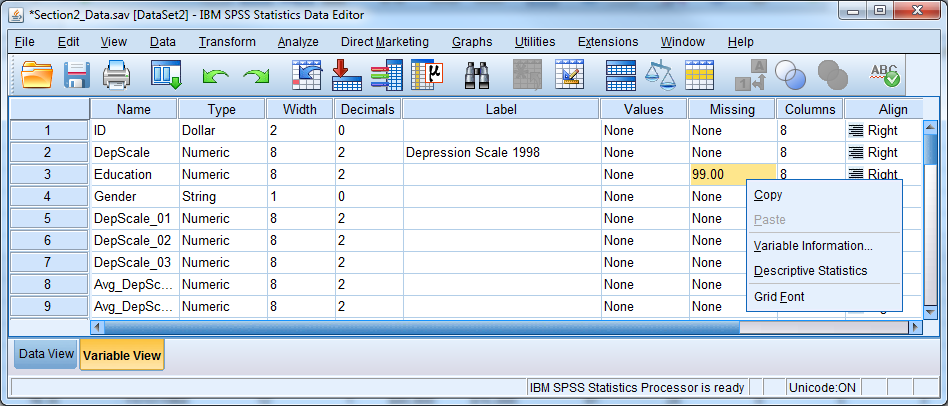 *Section2_Data.sav [DataSet2] - IBM SPSS Statistics Data Editor
File Edit View Data Transform Analyze Direct Marketing Graphs Utilities Extensions Window Help
μ 1 A A ABC
Name Type Width Decimals Label Values Missing Columns Align
1 ID Dollar 2 0 None None 8 Right
2 DepScale Numeric 8 2 Depression Scale 1998 None None 8 Right
3 Education Numeric 8 2 None 99.00 8 Right
4 Gender String 1 0 None None
5 DepScale_01 Numeric 8 2 None None
6 DepScale_02 Numeric 8 2 None None
7 DepScale_03 Numeric 8 2 None None
8 Avg_DepSc... Numeric 8 2 None None
9 Avg_DepSc... Numeric 8 2 None None
Copy
Paste
Variable Information...
Descriptive Statistics
Grid Font
Data View Variable View
IBM SPSS Statistics Processor is ready Unicode:ON